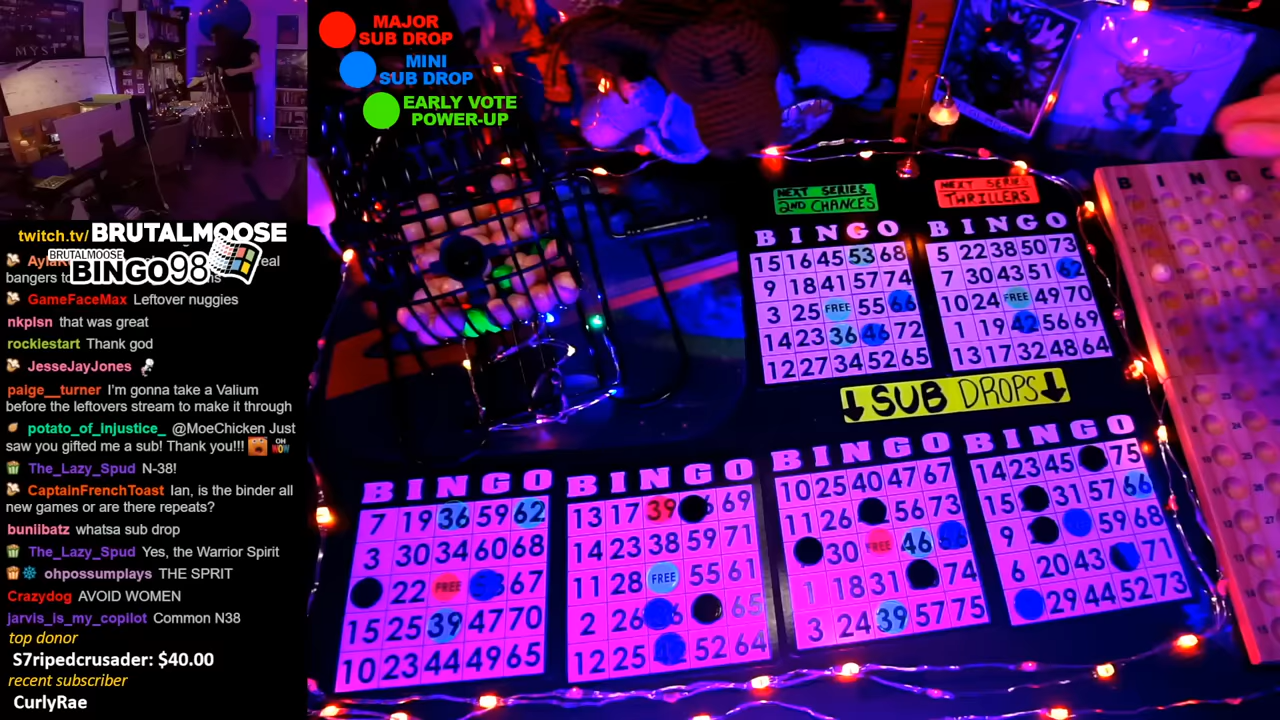 MYST
MAJOR
SUB DROP
MINI
SUB DROP
EARLY VOTE
POWER-UP
twitch.tv/BRUTALMOOSE
BRUTALMOOSE
BINGO98
eal
bangers to
GameFaceMax Leftover nuggies
nkplsn that was great
rockiestart Thank god
JesseJayJones
paige__turner I'm gonna take a Valium
before the leftovers stream to make it through
potato_of_injustice_ @MoeChicken Just
saw you gifted me a sub! Thank you!!! OH NOW
The_Lazy_Spud N-38!
CaptainFrenchToast Ian, is the binder all
new games or are there repeats?
buniibatz whatsa sub drop
The_Lazy_Spud Yes, the Warrior Spirit
ohpossumplays THE SPRIT
Crazydog AVOID WOMEN
jarvis_is_my_copilot Common N38
top donor
S7ripedcrusader: $40.00
recent subscriber
CurlyRae
NEXT SERIES
2ND CHANCES
BINGO
15 16 45 53 68
9 18 41 57 74
3 25 FREE 55 66
14 23 36 46 72
12 27 34 52 65
NEXT SERIES
THRILLERS
BINGO
5 22 38 50 73
7 30 43 51 62
10 24 FREE 49 70
1 19 42 56 69
13 17 32 48 64
BING
↓SUB DROPS↓
BINGO
7 19 36 59 62
3 30 34 60 68
22 FREE 67
15 25 39 47 70
10 23 44 49 65
BINGO
13 17 39 69
14 23 38 59 71
11 28 FREE 55 61
2 26 65
12 25 42 52 64
BINGO
10 25 40 47 67
11 26 56 73
30 FREE 46 66
1 18 31 74
3 24 39 57 75
BINGO
14 23 45 75
15 31 57 66
9 59 68
6 20 43 71
29 44 52 73